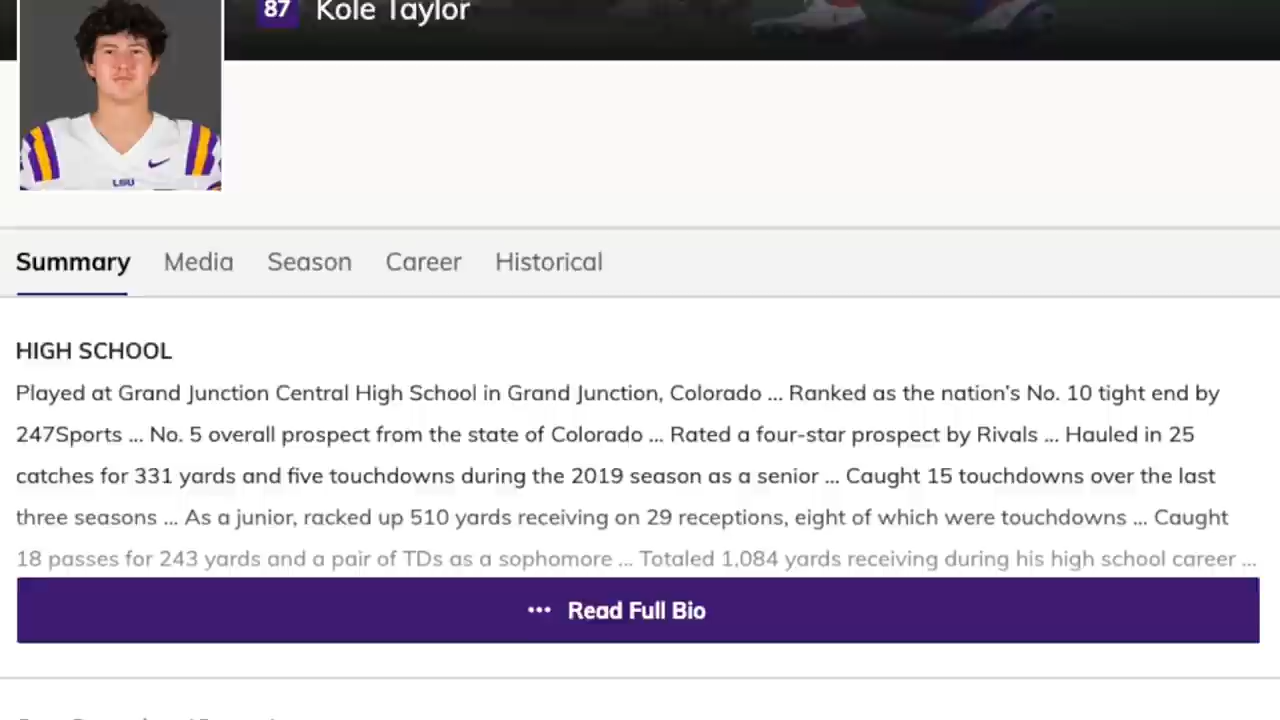 87 Kole Taylor
LSU
Summary Media Season Career Historical
HIGH SCHOOL
Played at Grand Junction Central High School in Grand Junction, Colorado ... Ranked as the nation's No. 10 tight end by
247Sports ... No. 5 overall prospect from the state of Colorado ... Rated a four-star prospect by Rivals ... Hauled in 25
catches for 331 yards and five touchdowns during the 2019 season as a senior ... Caught 15 touchdowns over the last
three seasons ... As a junior, racked up 510 yards receiving on 29 receptions, eight of which were touchdowns ... Caught
18 passes for 243 yards and a pair of TDs as a sophomore ... Totaled 1,084 yards receiving during his high school career ...
••• Read Full Bio